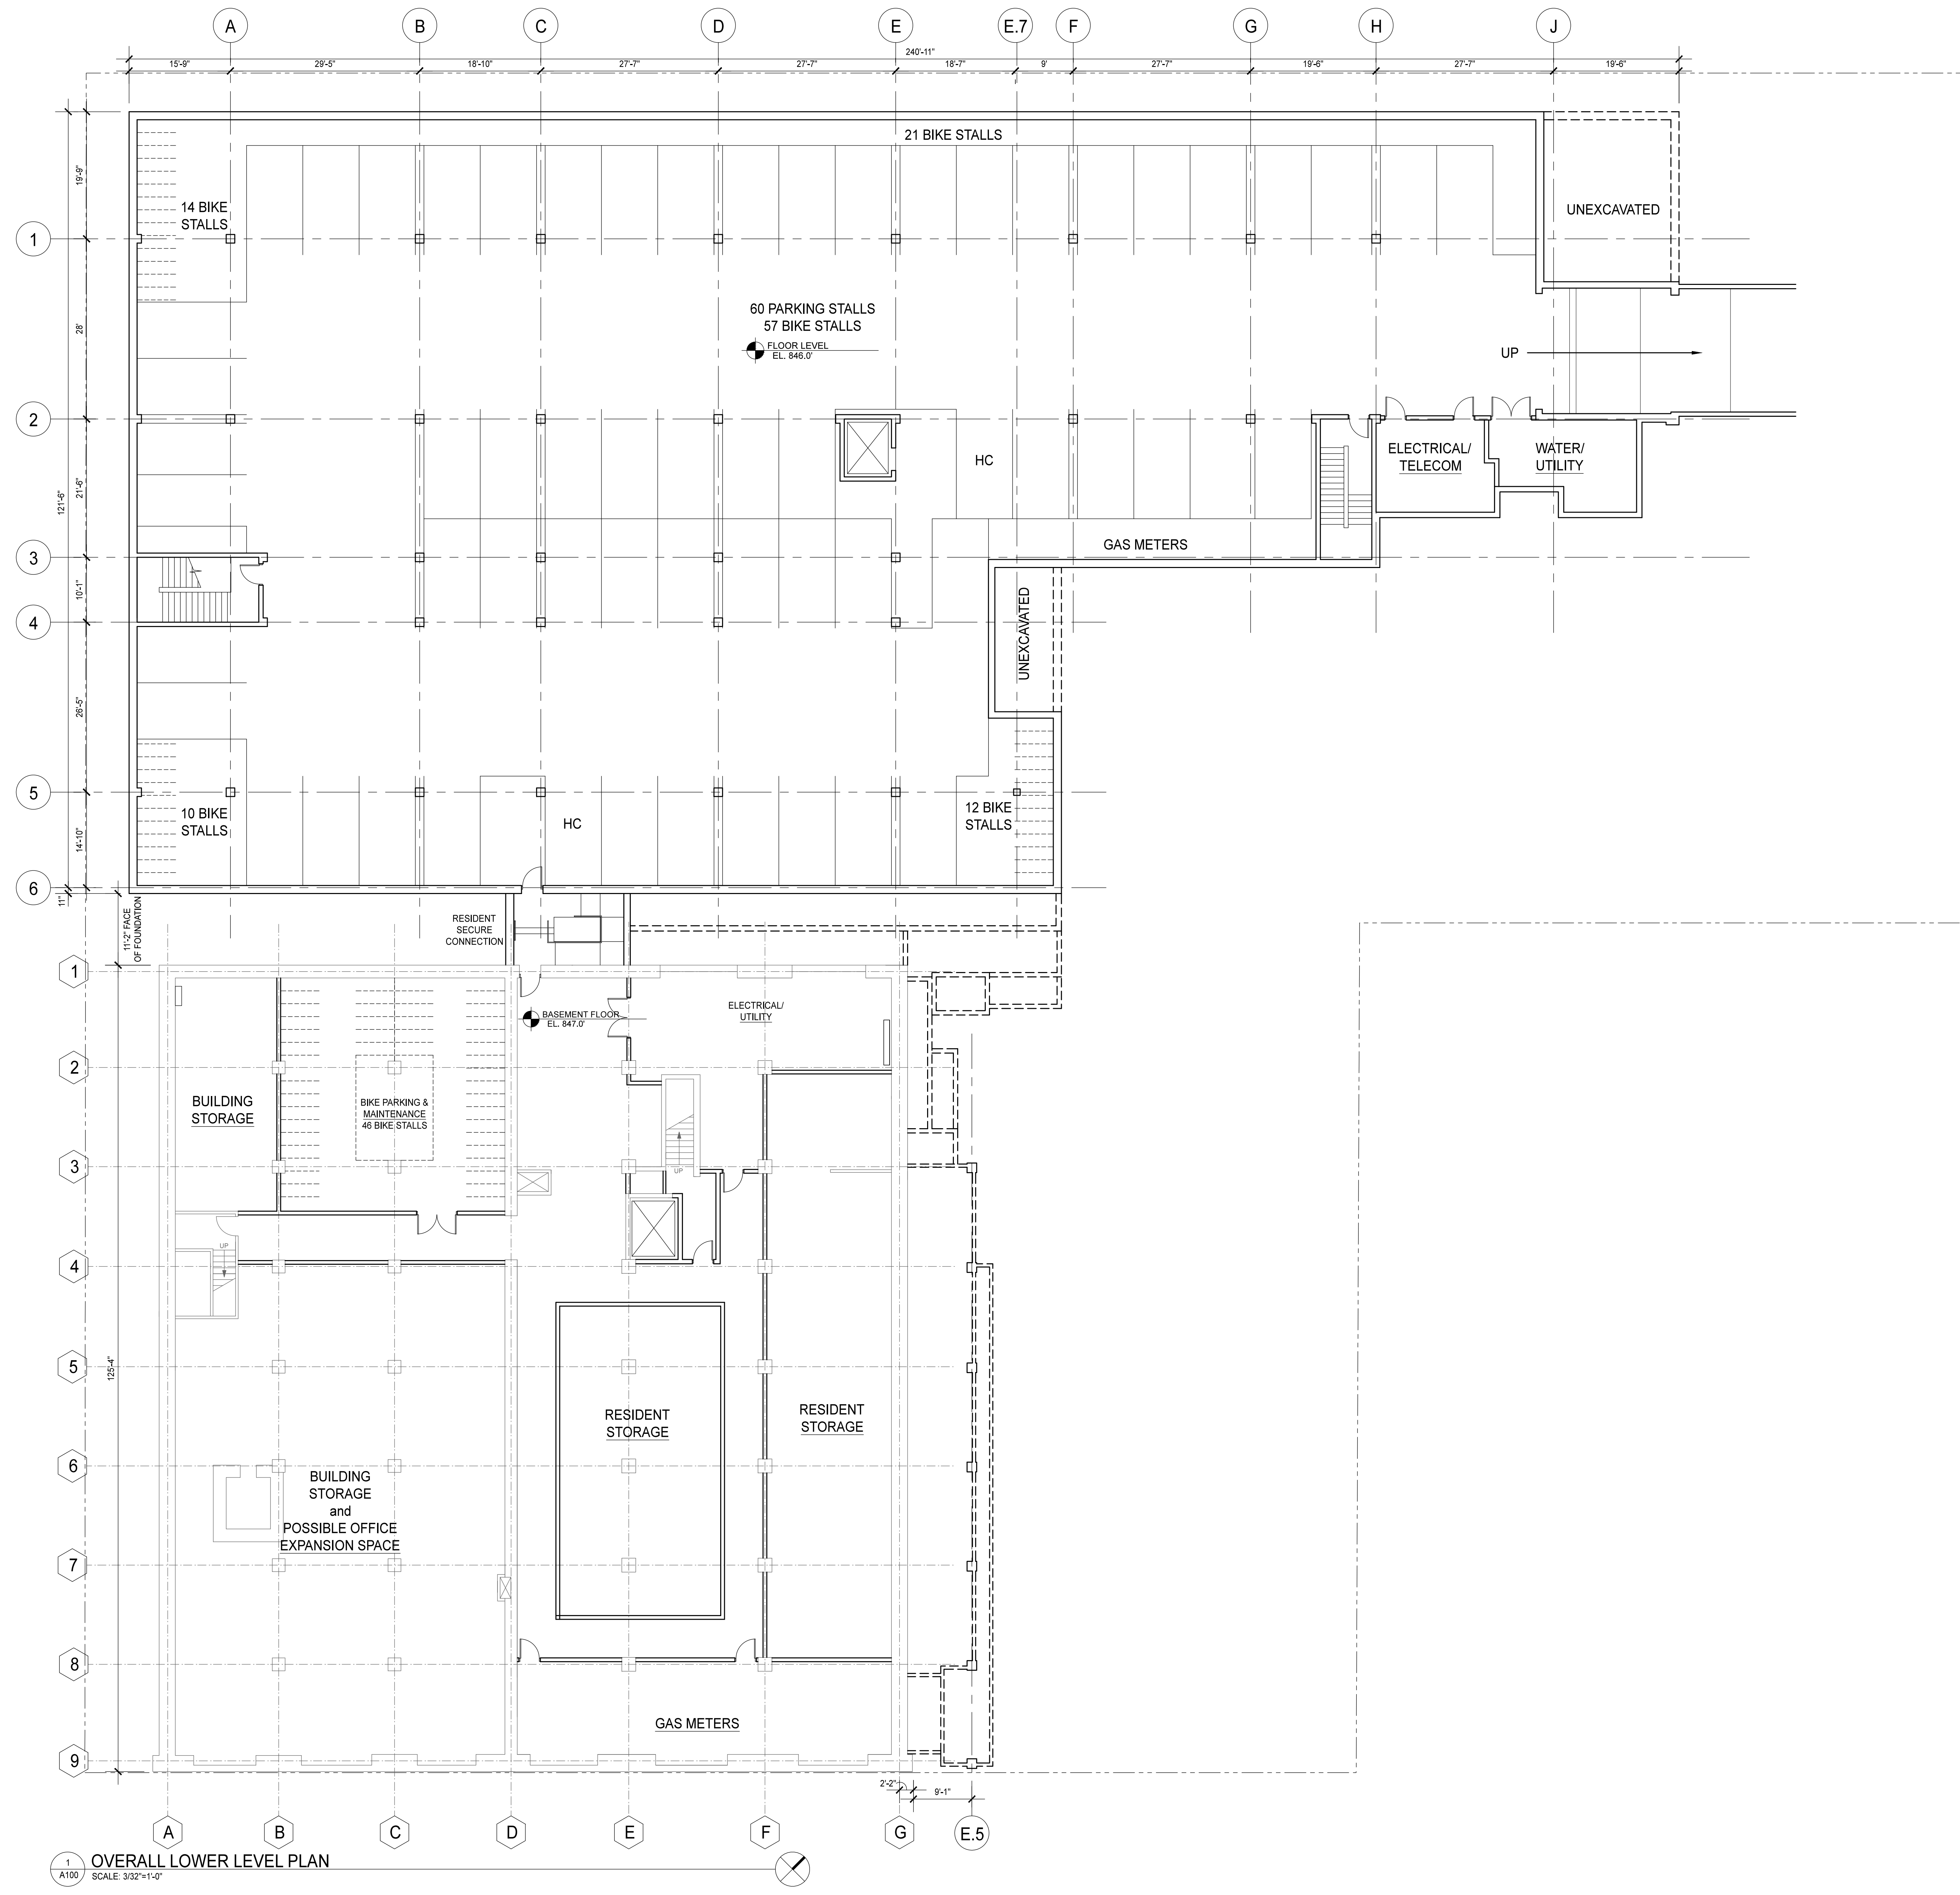 A B C D E E.7 F G H J
240'-11"
15'-9" 29'-5" 18'-10" 27'-7" 27'-7" 18'-7" 9' 27'-7" 19'-6" 27'-7" 19'-6"
21 BIKE STALLS
19'-9"
14 BIKE
STALLS
UNEXCAVATED
1
60 PARKING STALLS
57 BIKE STALLS
FLOOR LEVEL
EL. 846.0'
28'
UP
2
HC
ELECTRICAL/
TELECOM
WATER/
UTILITY
121'-6"
21'-6"
GAS METERS
3
10'-1"
UNEXCAVATED
4
26'-5"
5
10 BIKE
STALLS
HC
12 BIKE
STALLS
14'-10"
6
11"
11'-2" FACE
OF FOUNDATION
RESIDENT
SECURE
CONNECTION
1
BASEMENT FLOOR
EL. 847.0'
ELECTRICAL/
UTILITY
2
BUILDING
STORAGE
BIKE PARKING &
MAINTENANCE
46 BIKE STALLS
3
UP
UP
4
125'-4"
5
RESIDENT
STORAGE
RESIDENT
STORAGE
6
BUILDING
STORAGE
and
POSSIBLE OFFICE
EXPANSION SPACE
7
8
GAS METERS
9
2'-2"
9'-1"
A B C D E F G E.5
1
A100
OVERALL LOWER LEVEL PLAN
SCALE: 3/32"=1'-0"